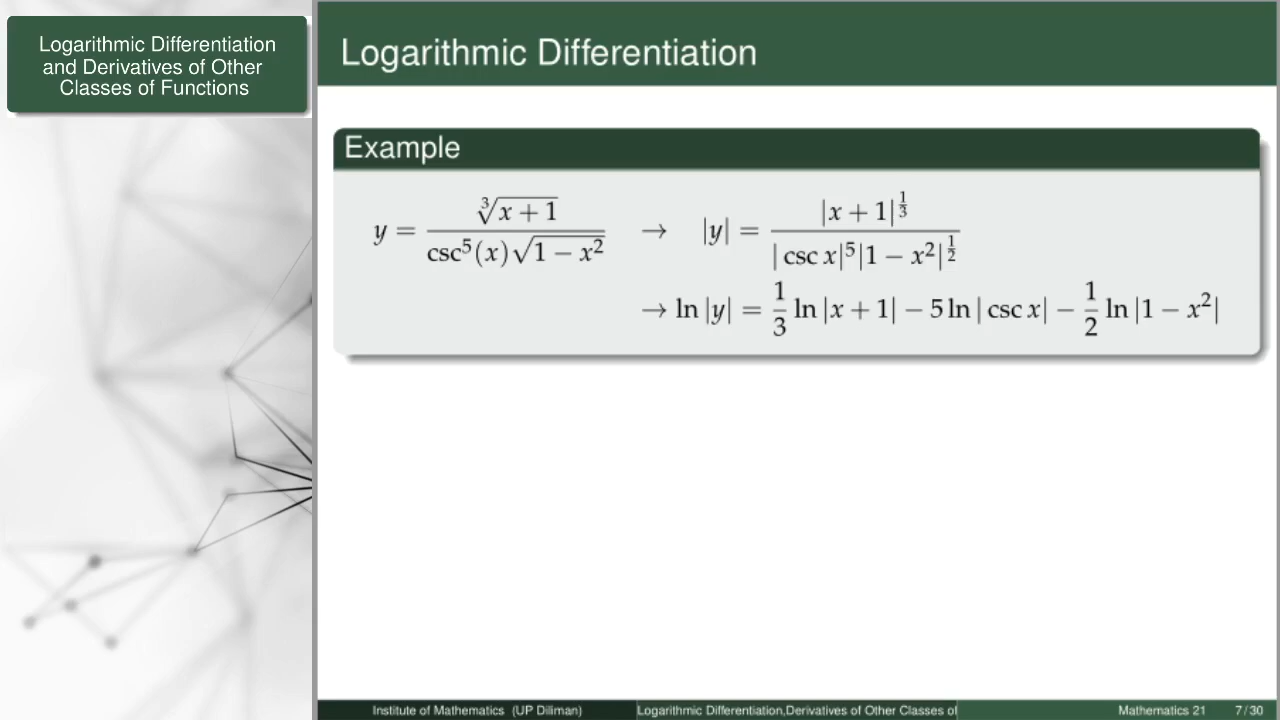 Logarithmic Differentiation
and Derivatives of Other
Classes of Functions
Logarithmic Differentiation
Example
y = ∛(x + 1) / (csc⁵(x)√(1 − x²)) → |y| = |x + 1|^(1/3) / (| csc x|⁵|1 − x²|^(1/2))
→ ln |y| = 1/3 ln |x + 1| − 5 ln | csc x| − 1/2 ln |1 − x²|
Institute of Mathematics (UP Diliman) Logarithmic Differentiation,Derivatives of Other Classes of Mathematics 21 7/30